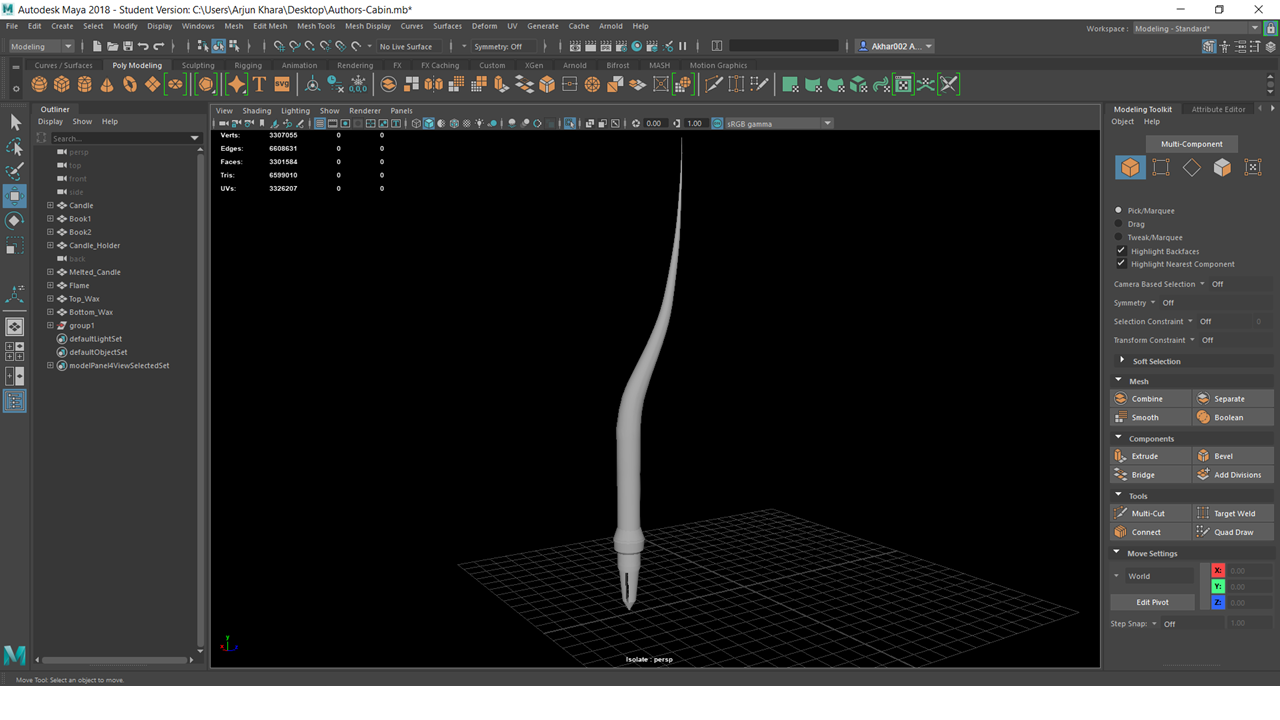 Autodesk Maya 2018 - Student Version: C:\Users\Arjun Khara\Desktop\Authors-Cabin.mb*
File Edit Create Select Modify Display Windows Mesh Edit Mesh Mesh Tools Mesh Display Curves Surfaces Deform UV Generate Cache Arnold Help
Workspace : Modeling - Standard*
Modeling No Live Surface Symmetry: Off Akhar002 A...
Curves / Surfaces Poly Modeling Sculpting Rigging Animation Rendering FX FX Caching Custom XGen Arnold Bifrost MASH Motion Graphics
T SVG 0,0,0
Outliner
Display Show Help
Search...
persp
top
front
side
Candle
Book1
Book2
Candle_Holder
back
Melted_Candle
Flame
Top_Wax
Bottom_Wax
group1
defaultLightSet
defaultObjectSet
modelPanel4ViewSelectedSet
View Shading Lighting Show Renderer Panels
0.00 1.00 sRGB gamma
Verts: 3307055 0 0
Edges: 6608631 0 0
Faces: 3301584 0 0
Tris: 6599010 0 0
UVs: 3326207 0 0
y
x
z
Isolate : persp
Modeling Toolkit Attribute Editor
Object Help
Multi-Component
Pick/Marquee
Drag
Tweak/Marquee
Highlight Backfaces
Highlight Nearest Component
Camera Based Selection Off
Symmetry Off
Selection Constraint Off 0
Transform Constraint Off
Soft Selection
Mesh
Combine Separate
Smooth Boolean
Components
Extrude Bevel
Bridge Add Divisions
Tools
Multi-Cut Target Weld
Connect Quad Draw
Move Settings
World
X: 0.00
Y: 0.00
Z: 0.00
Edit Pivot
Step Snap: Off 1.00
Move Tool: Select an object to move.